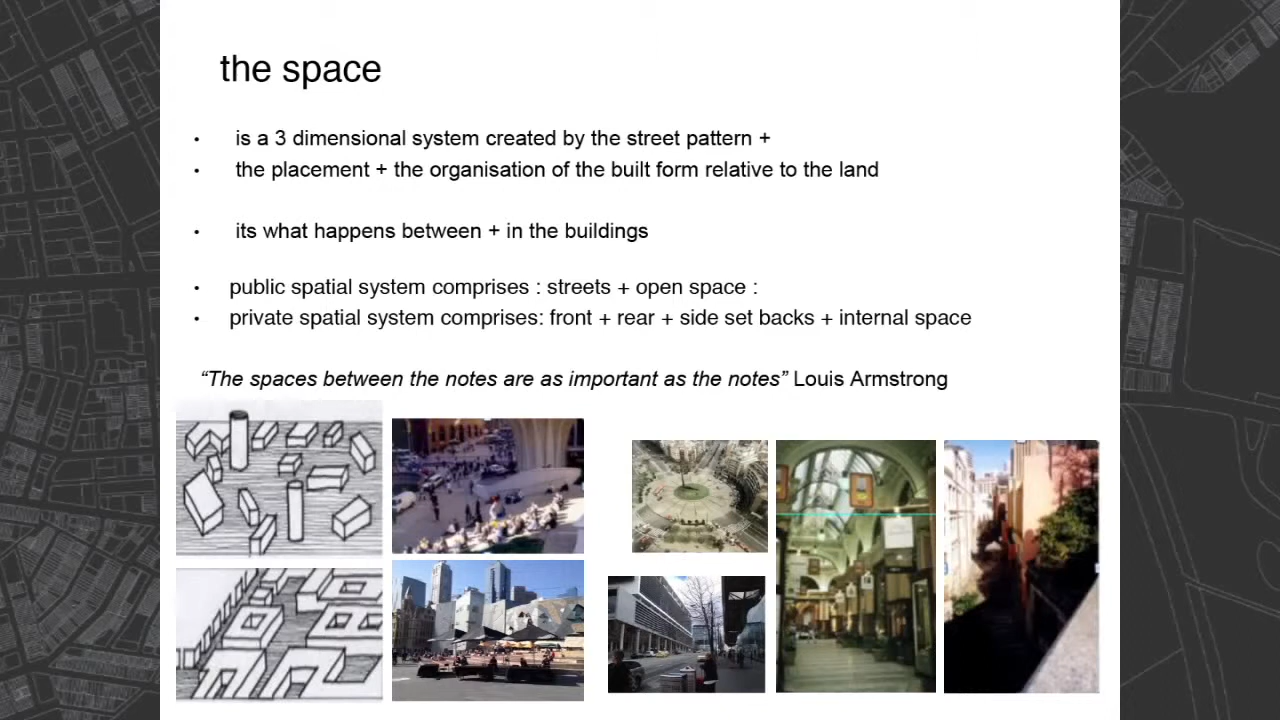 the space
• is a 3 dimensional system created by the street pattern +
• the placement + the organisation of the built form relative to the land
• its what happens between + in the buildings
• public spatial system comprises : streets + open space :
• private spatial system comprises: front + rear + side set backs + internal space
“The spaces between the notes are as important as the notes” Louis Armstrong